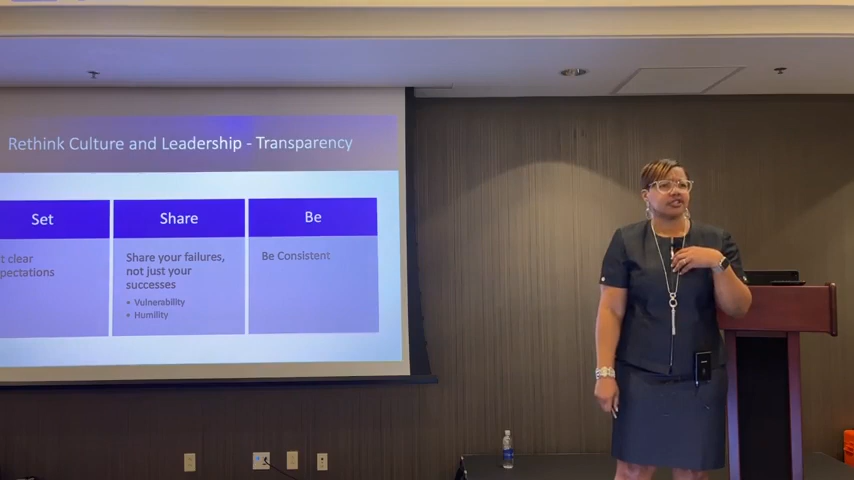 Rethink Culture and Leadership - Transparency
Set
Share
Be
t clear
pectations
Share your failures,
not just your
successes
• Vulnerability
• Humility
Be Consistent